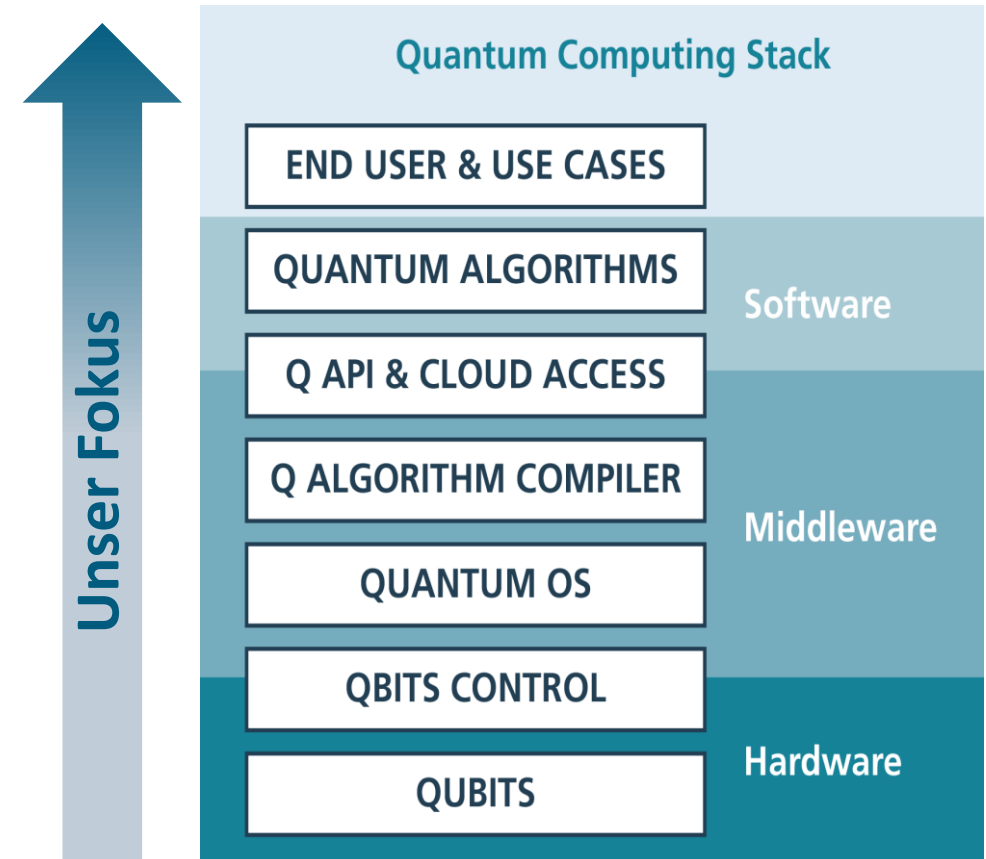 Quantum Computing Stack
Unser Fokus
END USER & USE CASES
QUANTUM ALGORITHMS
Software
Q API & CLOUD ACCESS
Q ALGORITHM COMPILER
Middleware
QUANTUM OS
QBITS CONTROL
Hardware
QUBITS